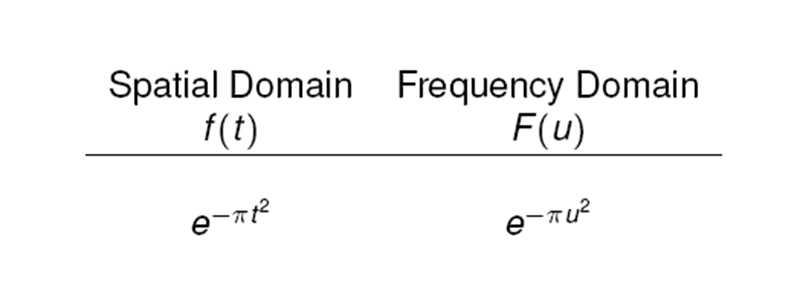 Spatial Domain Frequency Domain
f(t) F(u)
e^{-πt^2} e^{-πu^2}